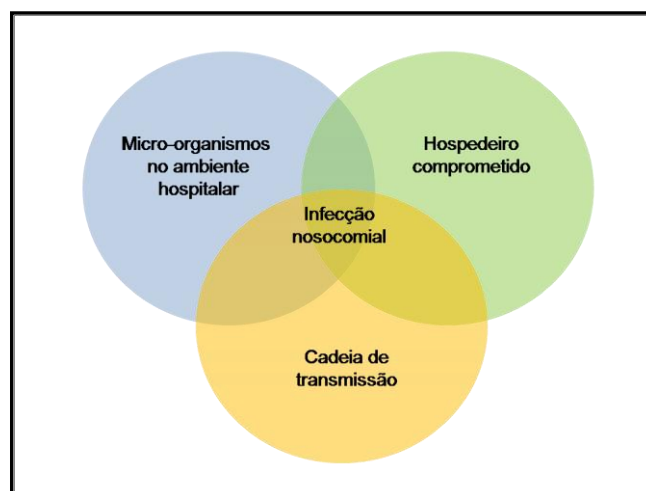 Micro-organismos
no ambiente
hospitalar
Hospedeiro
comprometido
Infecção
nosocomial
Cadeia de
transmissão